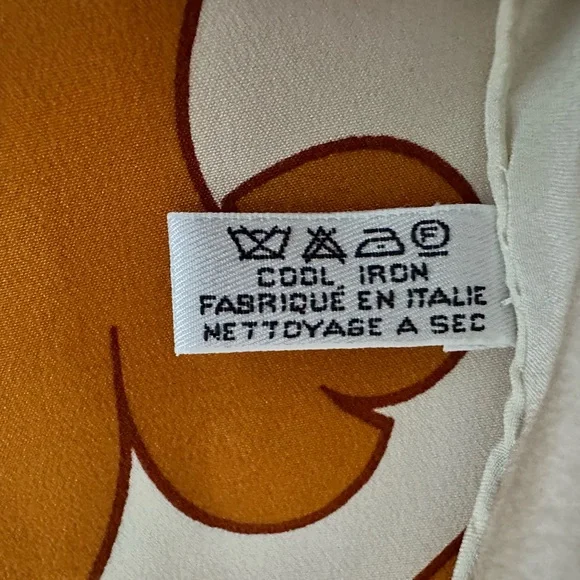 F
COOL IRON
FABRIQUÉ EN ITALIE
NETTOYAGE A SEC